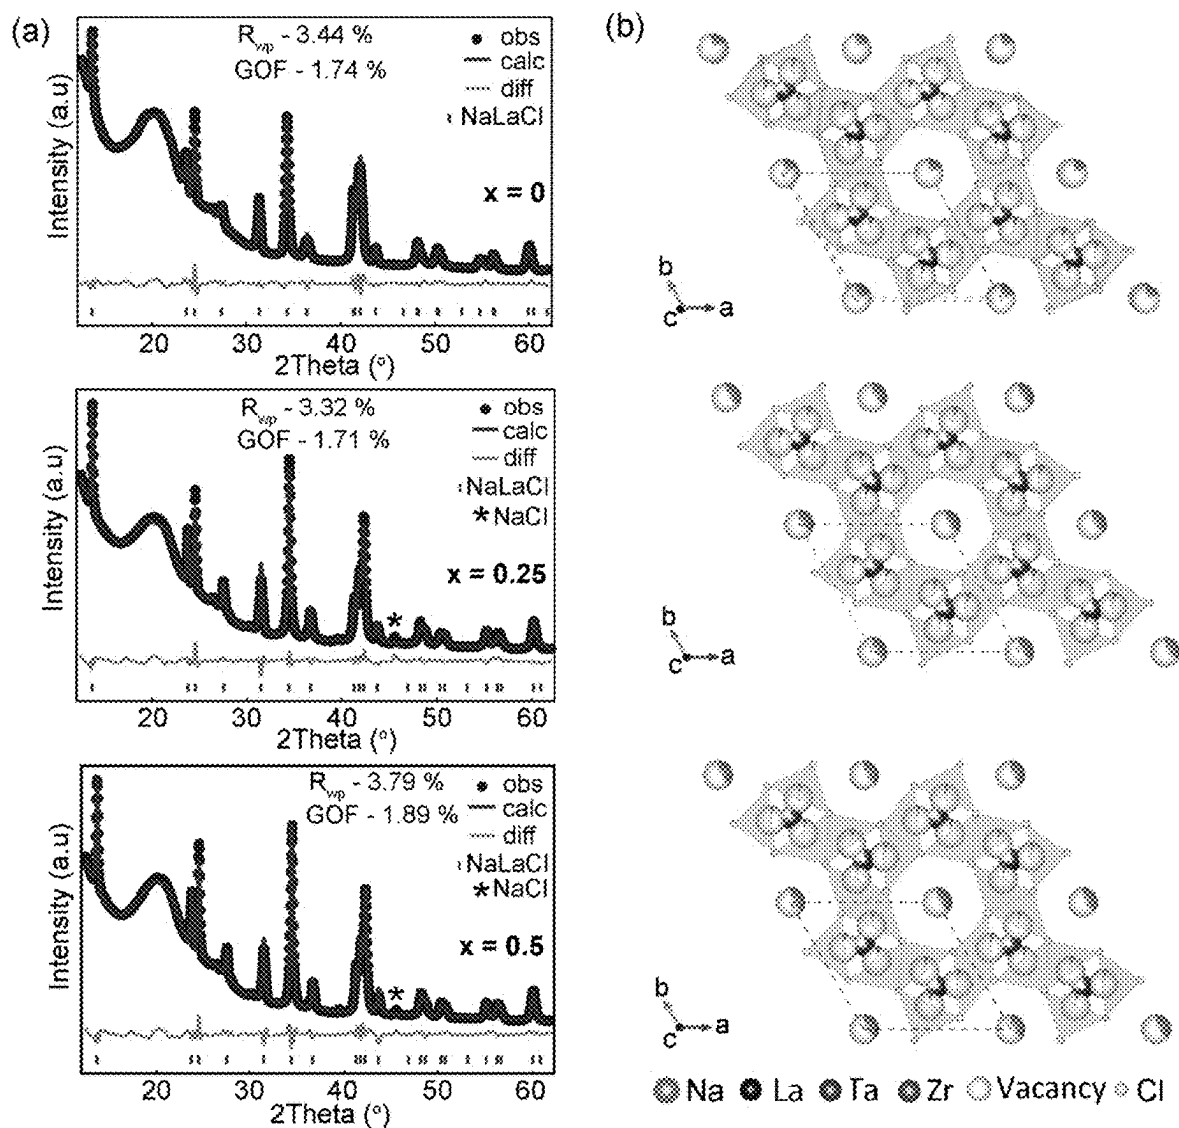 (a)
R_wp - 3.44 %
GOF - 1.74 %
obs
calc
diff
NaLaCl
x = 0
Intensity (a.u)
20 30 40 50 60
2Theta (°)
R_wp - 3.32 %
GOF - 1.71 %
obs
calc
diff
NaLaCl
*NaCl
x = 0.25
*
Intensity (a.u)
20 30 40 50 60
2Theta (°)
R_wp - 3.79 %
GOF - 1.89 %
obs
calc
diff
NaLaCl
*NaCl
x = 0.5
*
Intensity (a.u)
20 30 40 50 60
2Theta (°)
(b)
b
c a
b
c a
b
c a
Na La Ta Zr Vacancy Cl